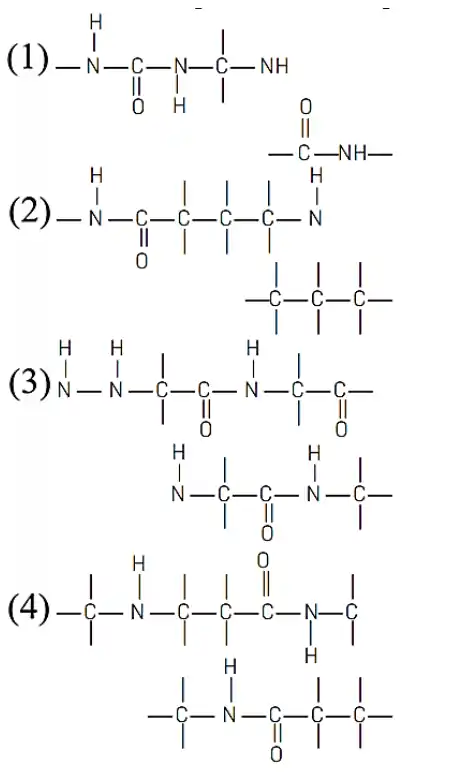 H
(1) N C N C NH
O H
O
C NH
H H
(2) N C C C C N
O
C C C
H H H
(3) N N C C N C C
O O
H H
N C C N C
O
H O
(4) C N C C C N C
H
H
C N C C C
O